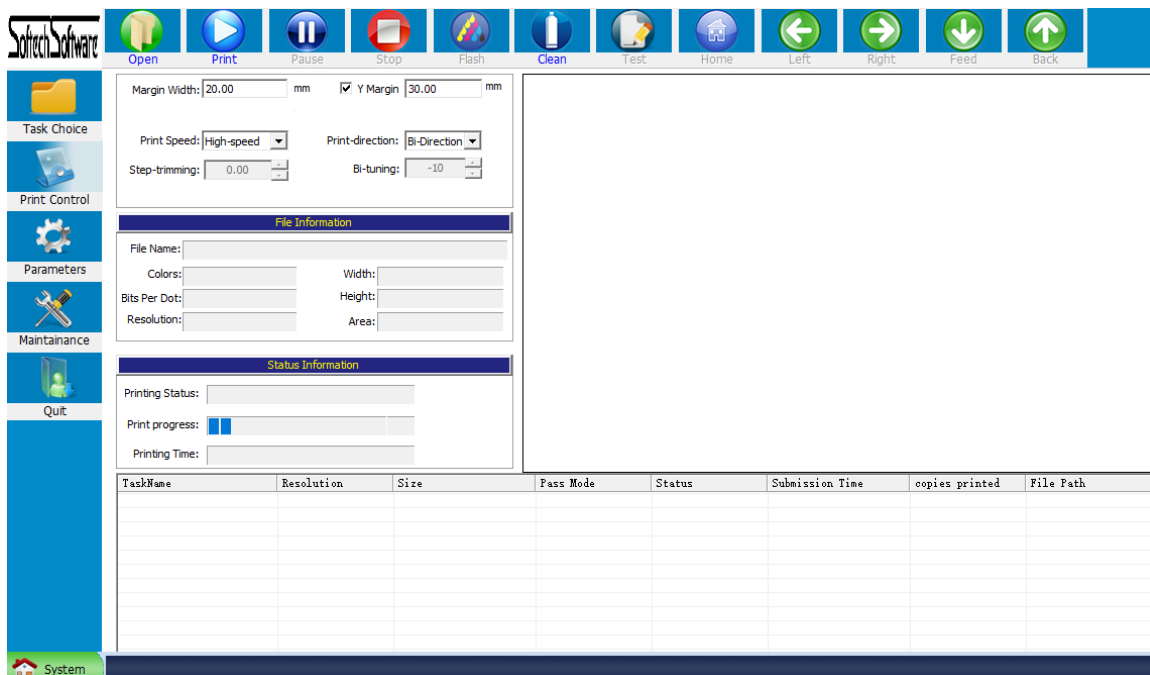 Softech Software
Open Print Pause Stop Flash Clean Test Home Left Right Feed Back
Task Choice
Print Control
Parameters
Maintainance
Quit
Margin Width: 20.00 mm Y Margin 30.00 mm
Print Speed: High-speed Print-direction: Bi-Direction
Step-trimming: 0.00 Bi-tuning: -10
File Information
File Name:
Colors: Width:
Bits Per Dot: Height:
Resolution: Area:
Status Information
Printing Status:
Print progress:
Printing Time:
TaskName Resolution Size Pass Mode Status Submission Time copies printed File Path
System